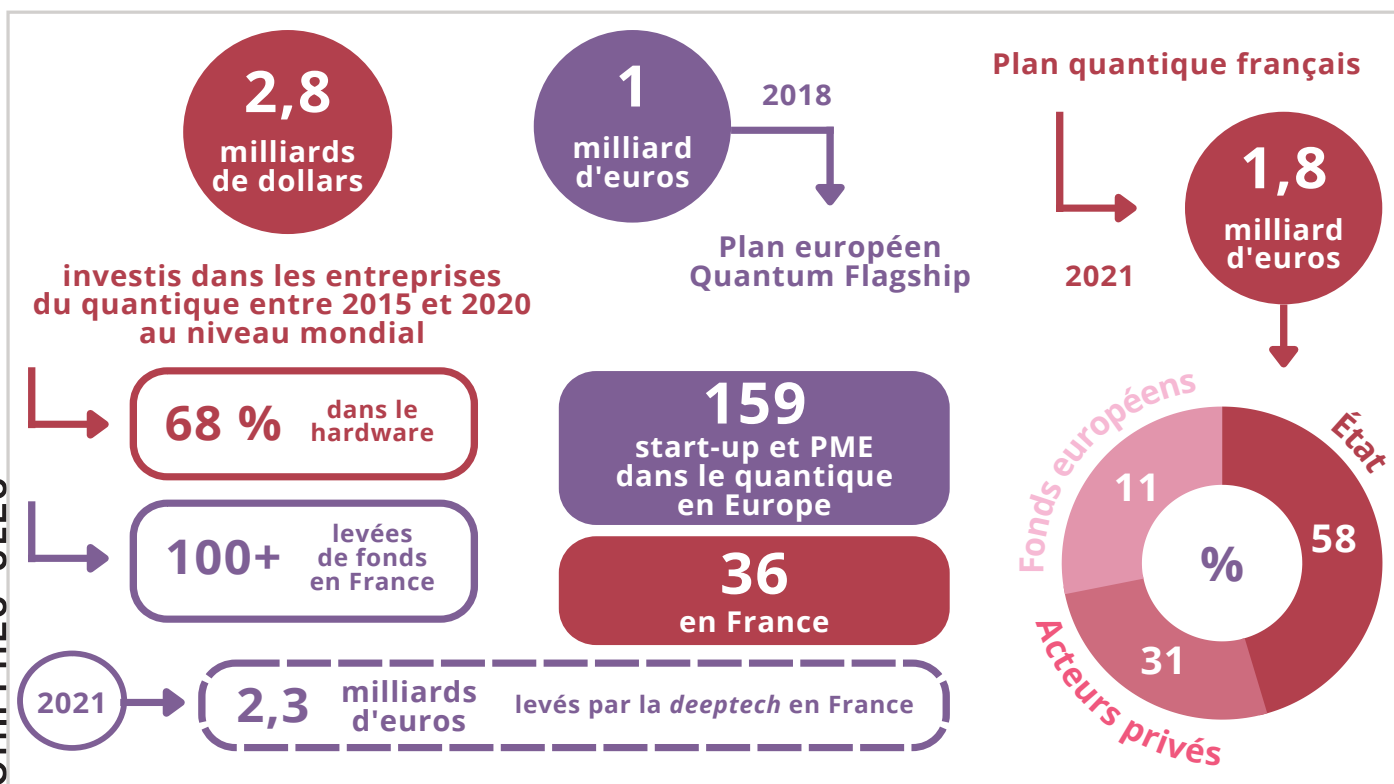 2,8
milliards
de dollars
investis dans les entreprises
du quantique entre 2015 et 2020
au niveau mondial
68 %
dans le
hardware
100+
levées
de fonds
en France
1
milliard
d'euros
2018
Plan européen
Quantum Flagship
159
start-up et PME
dans le quantique
en Europe
36
en France
2021
2,3
milliards
d'euros
levés par la deeptech en France
Plan quantique français
2021
1,8
milliard
d'euros
Fonds européens
11
État
58
%
Acteurs privés
31